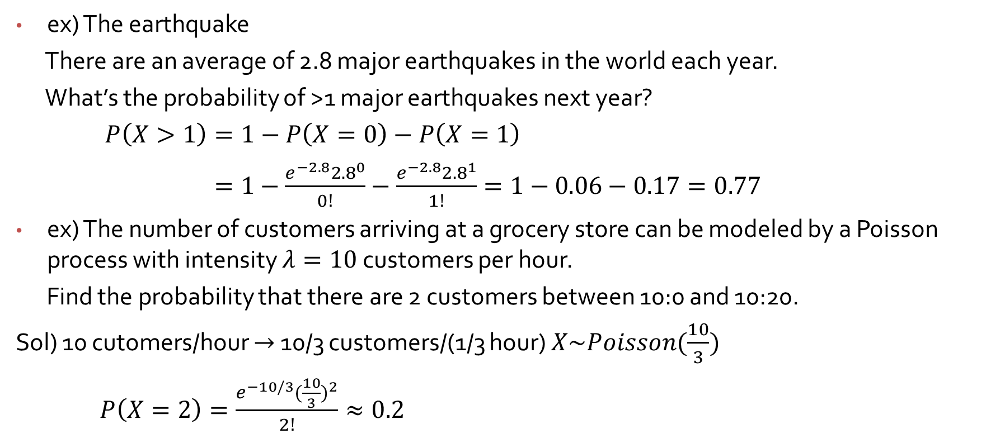 • ex) The earthquake
There are an average of 2.8 major earthquakes in the world each year.
What's the probability of >1 major earthquakes next year?
P(X > 1) = 1 − P(X = 0) − P(X = 1)
= 1 − \frac{e^{−2.8}2.8^0}{0!} − \frac{e^{−2.8}2.8^1}{1!} = 1 − 0.06 − 0.17 = 0.77
• ex) The number of customers arriving at a grocery store can be modeled by a Poisson
process with intensity λ = 10 customers per hour.
Find the probability that there are 2 customers between 10:0 and 10:20.
Sol) 10 cutomers/hour → 10/3 customers/(1/3 hour) X~Poisson(\frac{10}{3})
P(X = 2) = \frac{e^{−10/3}(\frac{10}{3})^2}{2!} ≈ 0.2